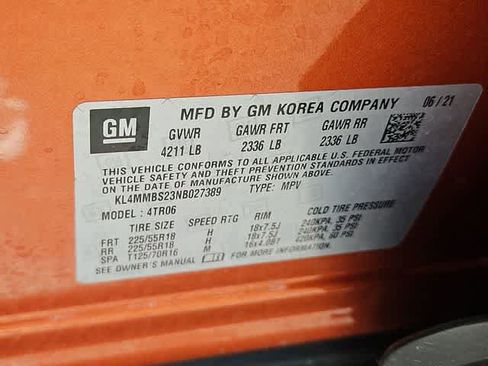 GM
MFD BY GM KOREA COMPANY 06/21
GVWR GAWR FRT GAWR RR
4211 LB 2336 LB 2336 LB
THIS VEHICLE CONFORMS TO ALL APPLICABLE U.S. FEDERAL MOTOR
VEHICLE SAFETY AND THEFT PREVENTION STANDARDS IN EFFECT ON
THE DATE OF MANUFACTURE SHOWN ABOVE.
KL4MMBS23NB027389 TYPE: MPV
MODEL: 4TR06
TIRE SIZE SPEED RTG RIM COLD TIRE PRESSURE
FRT 225/55R18 H 18x7.5J 240KPA, 35 PSI
RR 225/55R18 H 18x7.5J 240KPA, 35 PSI
SPA T125/70R16 M 16x4.0BT 420KPA, 60 PSI
SEE OWNER'S MANUAL FOR MORE INFORMATION.